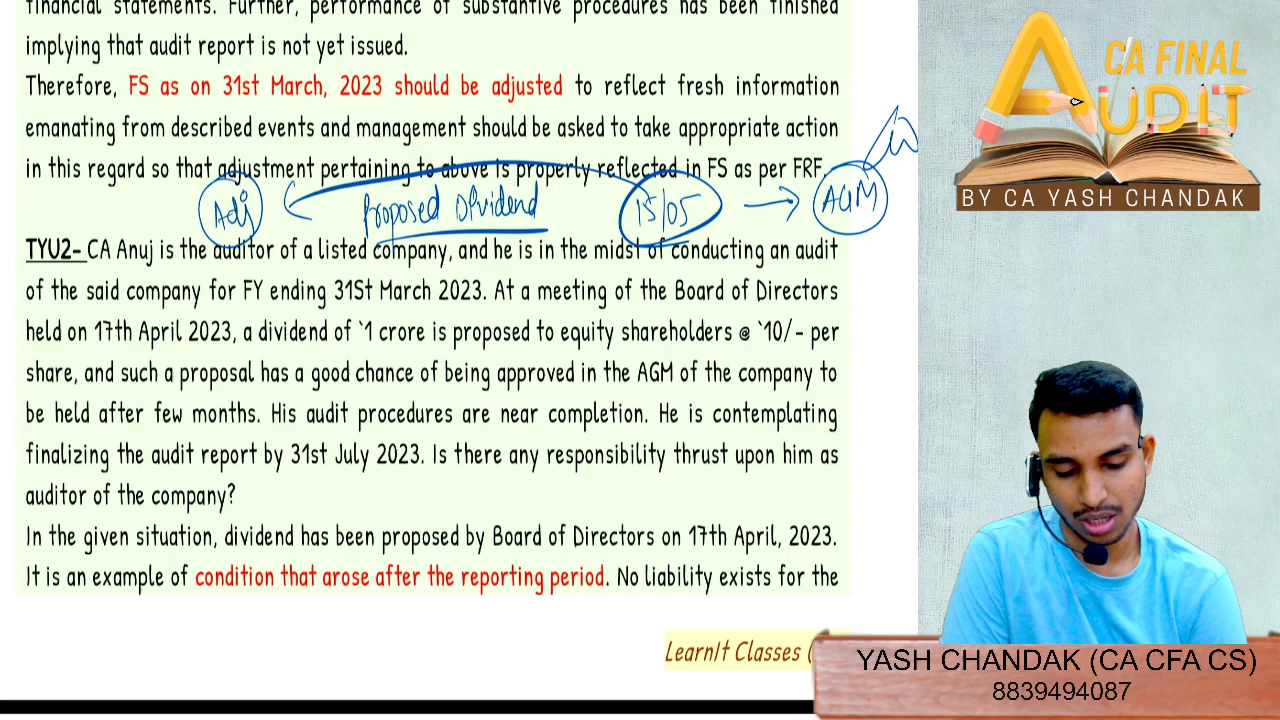 financial statements. Further, performance of substantive procedures has been finished
implying that audit report is not yet issued.
Therefore, FS as on 31st March, 2023 should be adjusted to reflect fresh information
emanating from described events and management should be asked to take appropriate action
in this regard so that adjustment pertaining to above is properly reflected in FS as per FRF.
Adj Proposed Dividend 15/05 AGM
TYU2- CA Anuj is the auditor of a listed company, and he is in the midst of conducting an audit
of the said company for FY ending 31St March 2023. At a meeting of the Board of Directors
held on 17th April 2023, a dividend of `1 crore is proposed to equity shareholders @ `10/- per
share, and such a proposal has a good chance of being approved in the AGM of the company to
be held after few months. His audit procedures are near completion. He is contemplating
finalizing the audit report by 31st July 2023. Is there any responsibility thrust upon him as
auditor of the company?
In the given situation, dividend has been proposed by Board of Directors on 17th April, 2023.
It is an example of condition that arose after the reporting period. No liability exists for the
LearnIt Classes (
CA FINAL
AUDIT
BY CA YASH CHANDAK
YASH CHANDAK (CA CFA CS)
8839494087